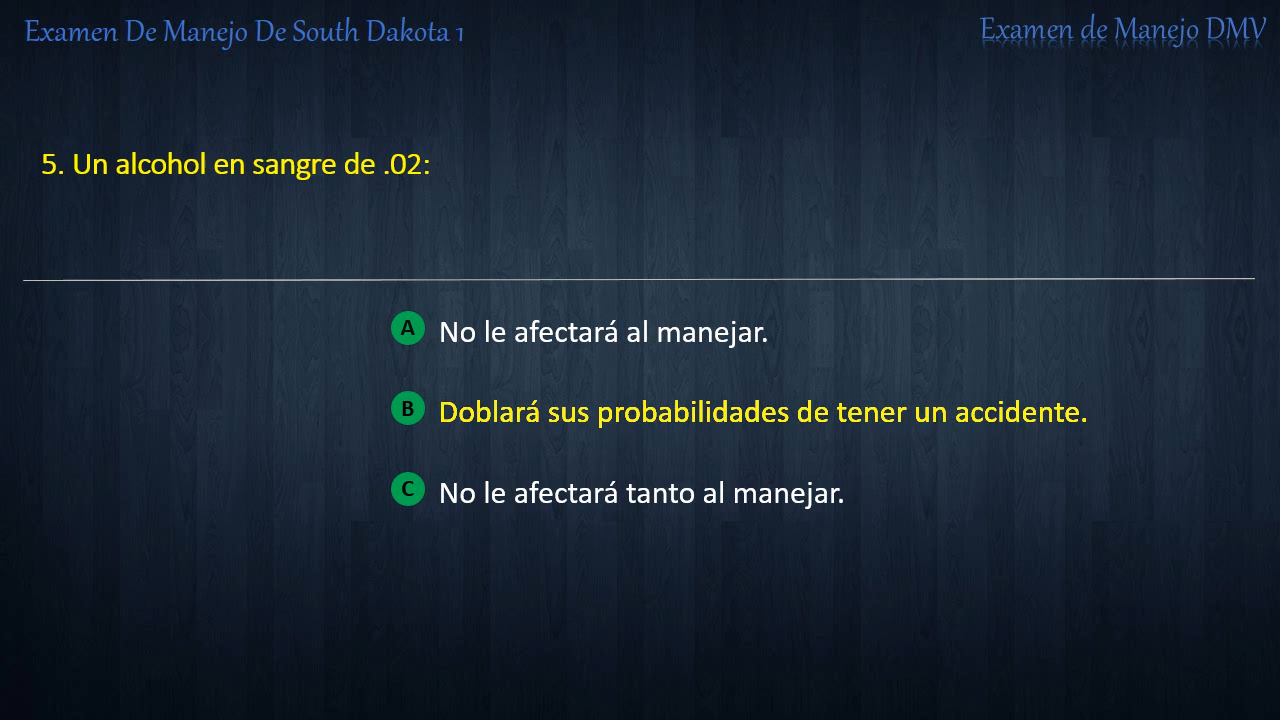 Examen De Manejo De South Dakota 1
Examen de Manejo DMV
5. Un alcohol en sangre de .02:
A No le afectará al manejar.
B Doblará sus probabilidades de tener un accidente.
C No le afectará tanto al manejar.